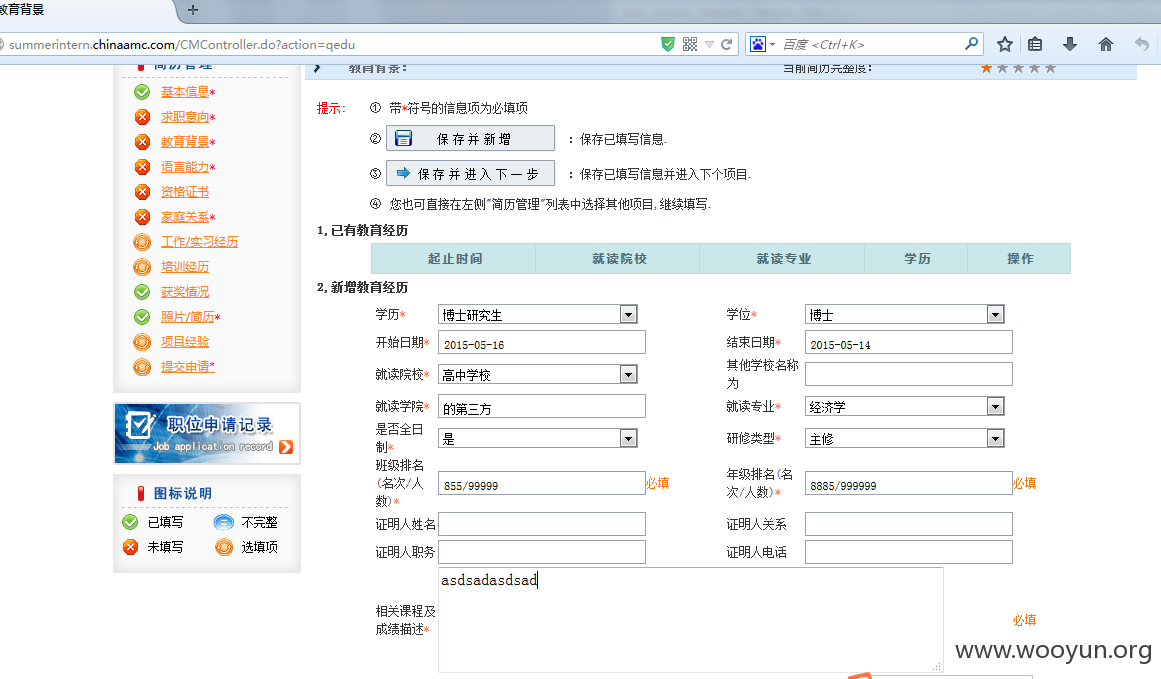 教育背景
+
summerintern.chinaamc.com/CMController.do?action=qedu
百度 <Ctrl+K>
简历管理
教育背景:
当前简历完整度:
基本信息*
求职意向*
教育背景*
语言能力*
资格证书
家庭关系*
工作/实习经历
培训经历
获奖情况
照片/简历*
项目经验
提交申请*
职位申请记录
Job application record
图标说明
已填写 不完整
未填写 选填项
提示: ① 带*符号的信息项为必填项
② 保存并新增 : 保存已填写信息.
③ 保存并进入下一步 : 保存已填写信息并进入下个项目.
④ 您也可直接在左侧"简历管理"列表中选择其他项目, 继续填写.
1, 已有教育经历
起止时间 就读院校 就读专业 学历 操作
2, 新增教育经历
学历* 博士研究生 学位* 博士
开始日期* 2015-05-16 结束日期* 2015-05-14
就读院校* 高中学校 其他学校名称
为
就读学院* 的第三方 就读专业* 经济学
是否全日
制* 是 研修类型* 主修
班级排名
(名次/人
数)* 855/99999 必填
年级排名(名
次/人数)* 8885/999999 必填
证明人姓名 证明人关系
证明人职务 证明人电话
相关课程及
成绩描述* asdsadasdsad 必填
www.wooyun.org